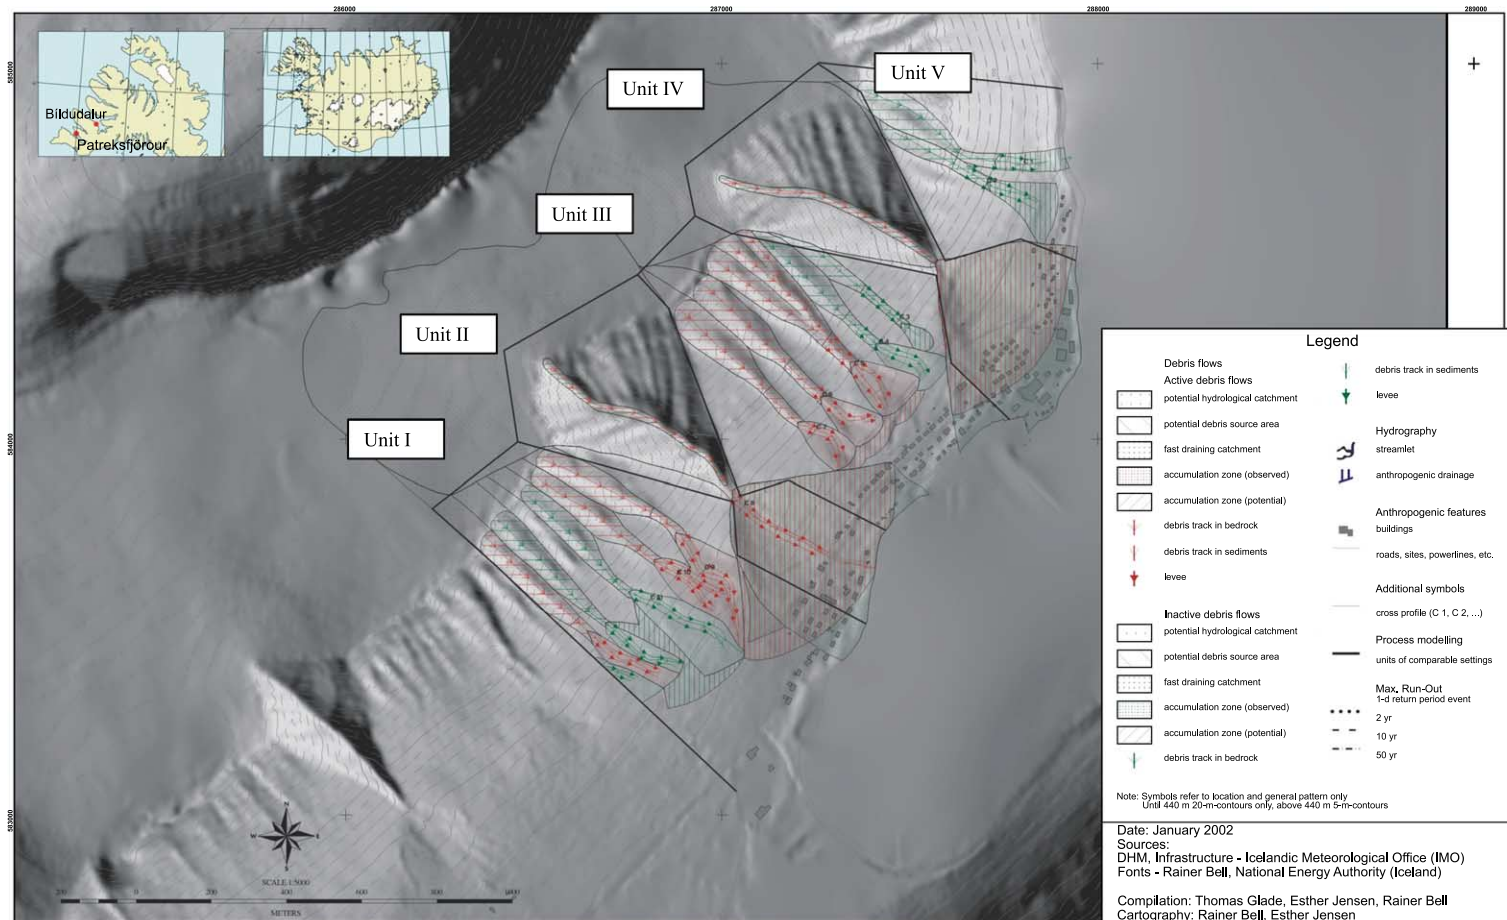 286000
287000
288000
289000
585000
584000
583000
Bíldudalur
Patreksfjörour
Unit V
Unit IV
Unit III
Unit II
Unit I
N
W
E
S
SCALE 1:5000
200
0
200
400
600
METERS
Legend
Debris flows
Active debris flows
potential hydrological catchment
potential debris source area
fast draining catchment
accumulation zone (observed)
accumulation zone (potential)
debris track in bedrock
debris track in sediments
levee
Inactive debris flows
potential hydrological catchment
potential debris source area
fast draining catchment
accumulation zone (observed)
accumulation zone (potential)
debris track in bedrock
debris track in sediments
levee
Hydrography
streamlet
anthropogenic drainage
Anthropogenic features
buildings
roads, sites, powerlines, etc.
Additional symbols
cross profile (C 1, C 2, ...)
Process modelling
units of comparable settings
Max. Run-Out
1-d return period event
2 yr
10 yr
50 yr
Note: Symbols refer to location and general pattern only
Until 440 m 20-m-contours only, above 440 m 5-m-contours
Date: January 2002
Sources:
DHM, Infrastructure - Icelandic Meteorological Office (IMO)
Fonts - Rainer Bell, National Energy Authority (Iceland)
Compilation: Thomas Glade, Esther Jensen, Rainer Bell
Cartography: Rainer Bell, Esther Jensen